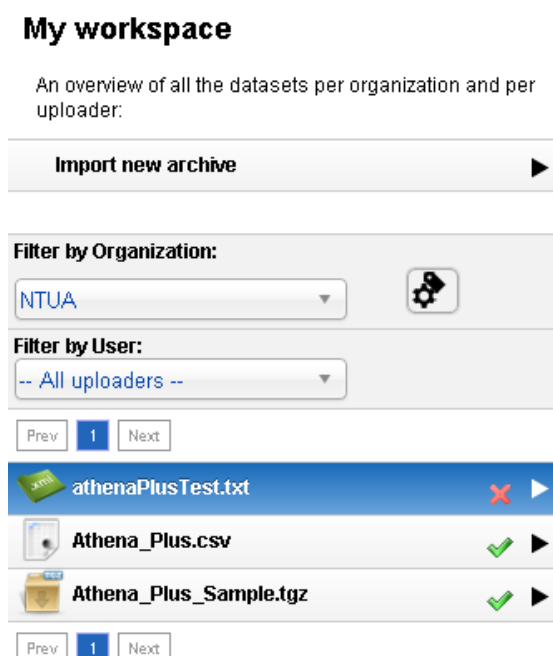 My workspace
An overview of all the datasets per organization and per
uploader:
Import new archive
Filter by Organization:
NTUA
Filter by User:
-- All uploaders --
Prev 1 Next
.xml athenaPlusTest.txt
Athena_Plus.csv
TGZ Athena_Plus_Sample.tgz
Prev 1 Next